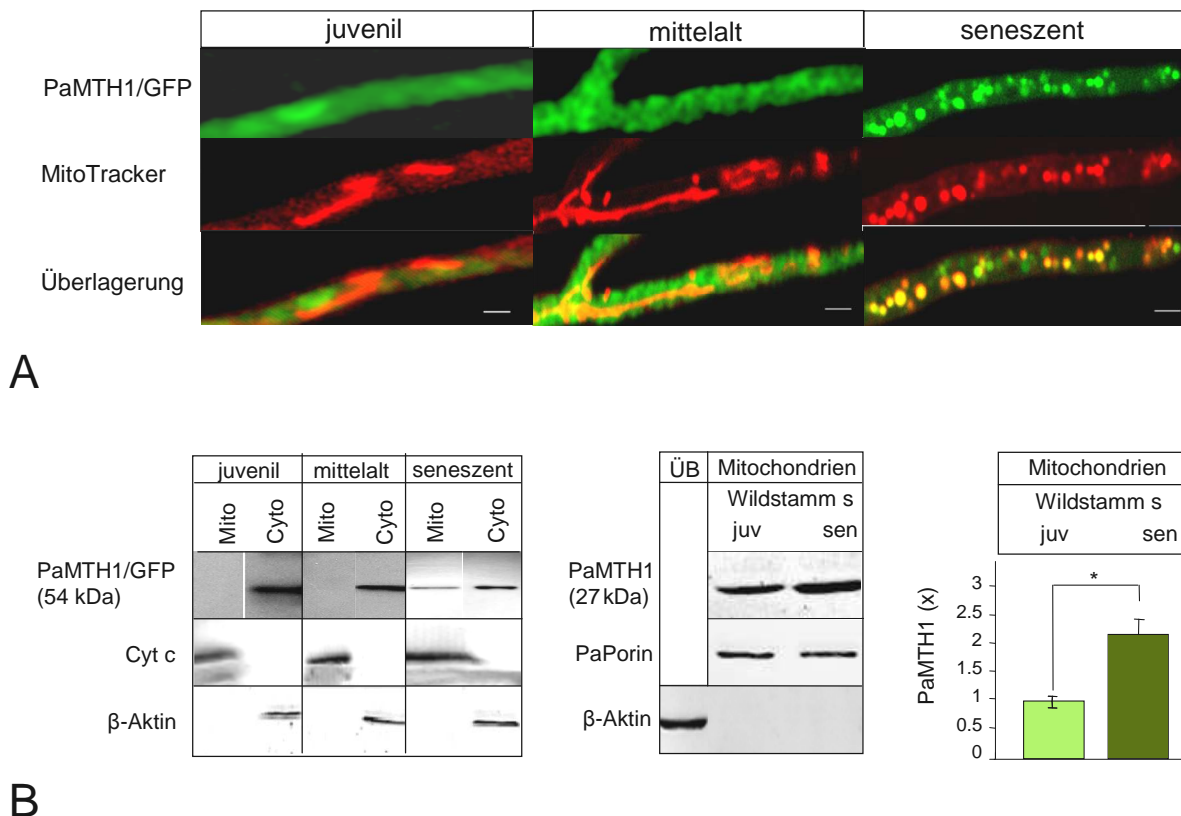 juvenil mittelalt seneszent
PaMTH1/GFP
MitoTracker
Überlagerung
A
juvenil mittelalt seneszent
Mito Cyto Mito Cyto Mito Cyto
PaMTH1/GFP
(54 kDa)
Cyt c
β-Aktin
ÜB Mitochondrien
Wildstamm s
juv sen
PaMTH1
(27 kDa)
PaPorin
β-Aktin
Mitochondrien
Wildstamm s
juv sen
PaMTH1 (x)
3
2.5
2
1
0.5
0
*
B